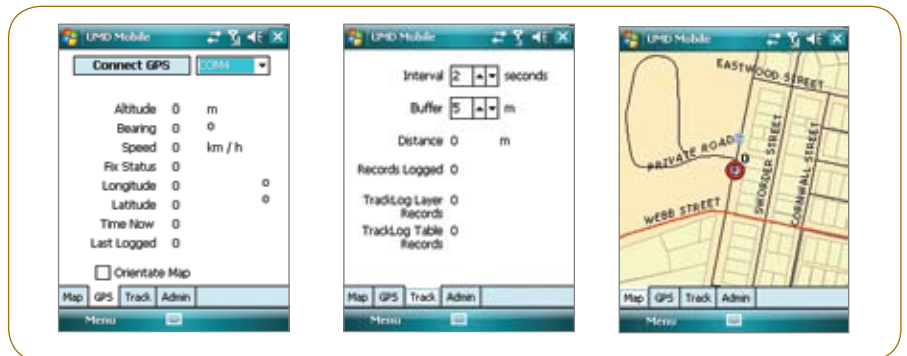 UMD Mobile
Connect GPS COM4
Altitude 0 m
Bearing 0 °
Speed 0 km / h
Fix Status 0
Longitude 0 °
Latitude 0 °
Time Now 0
Last Logged 0
Orientate Map
Map GPS Track Admin
Menu
UMD Mobile
Interval 2 seconds
Buffer 5 m
Distance 0 m
Records Logged 0
TrackLog Layer 0
Records
TrackLog Table 0
Records
Map GPS Track Admin
Menu
UMD Mobile
EASTWOOD STREET
PRIVATE ROAD
0
SWORDER STREET
CORNWALL STREET
WEBB STREET
Map GPS Track Admin
Menu